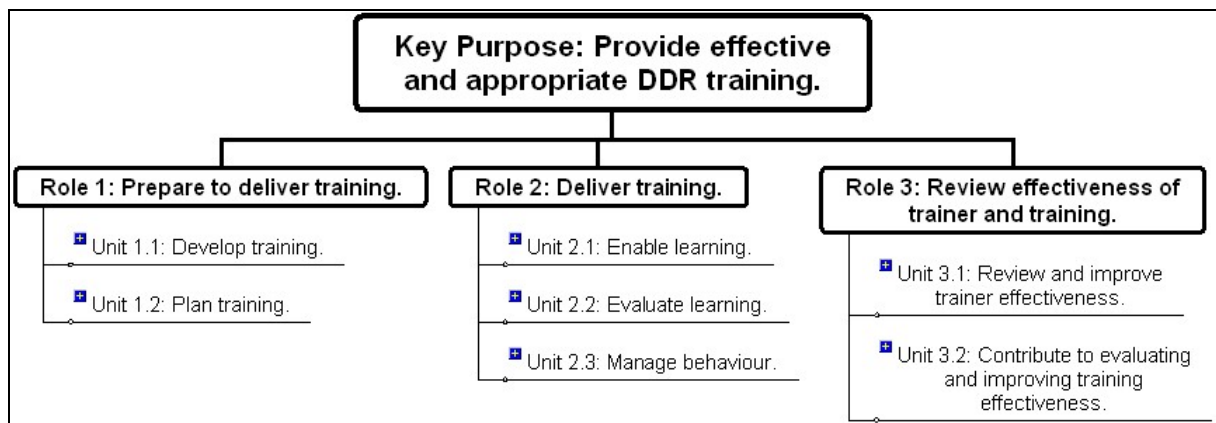 Key Purpose: Provide effective
and appropriate DDR training.
Role 1: Prepare to deliver training.
Unit 1.1: Develop training.
Unit 1.2: Plan training.
Role 2: Deliver training.
Unit 2.1: Enable learning.
Unit 2.2: Evaluate learning.
Unit 2.3: Manage behaviour.
Role 3: Review effectiveness of
trainer and training.
Unit 3.1: Review and improve
trainer effectiveness.
Unit 3.2: Contribute to evaluating
and improving training
effectiveness.